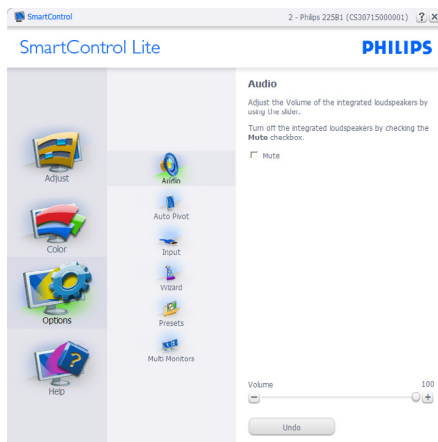 SmartControl
2 - Philips 225B1 (CS30715000001)
?
SmartControl Lite
PHILIPS
Adjust
Color
Options
Help
?
Audio
Auto Pivot
Input
Wizard
Presets
Multi Monitors
Audio
Adjust the Volume of the integrated loudspeakers by
using the slider.
Turn off the integrated loudspeakers by checking the
Mute checkbox.
Mute
Volume
100
Undo